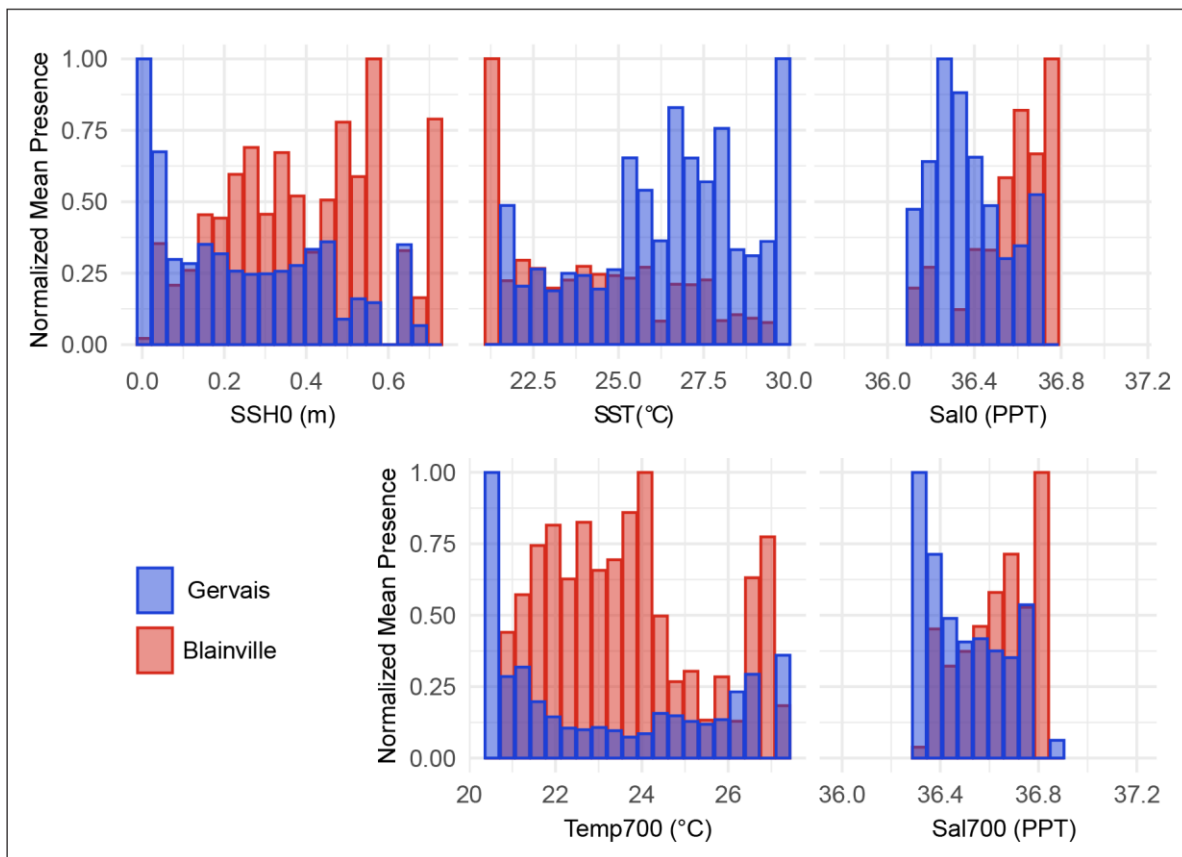 Normalized Mean Presence
1.00
0.75
0.50
0.25
0.00
0.0 0.2 0.4 0.6
SSH0 (m)
22.5 25.0 27.5 30.0
SST(°C)
36.0 36.4 36.8 37.2
Sal0 (PPT)
Gervais
Blainville
Normalized Mean Presence
1.00
0.75
0.50
0.25
0.00
20 22 24 26
Temp700 (°C)
36.0 36.4 36.8 37.2
Sal700 (PPT)